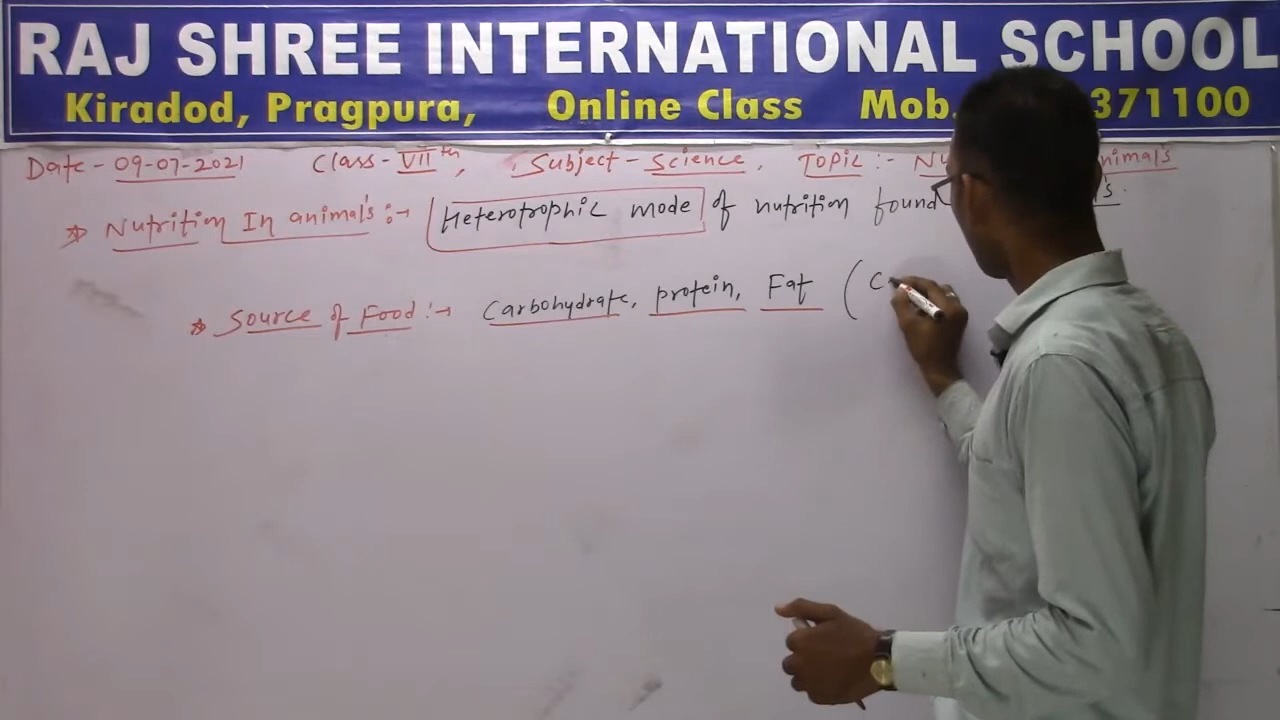 RAJ SHREE INTERNATIONAL SCHOOL
Kiradod, Pragpura, Online Class Mob. 371100
Date - 09-07-2021 Class - VIIth, Subject - Science, Topic :-
* Nutrition In animal's :→ Heterotrophic mode of nutrition found
* Source of Food :→ Carbohydrate, protein, Fat (C